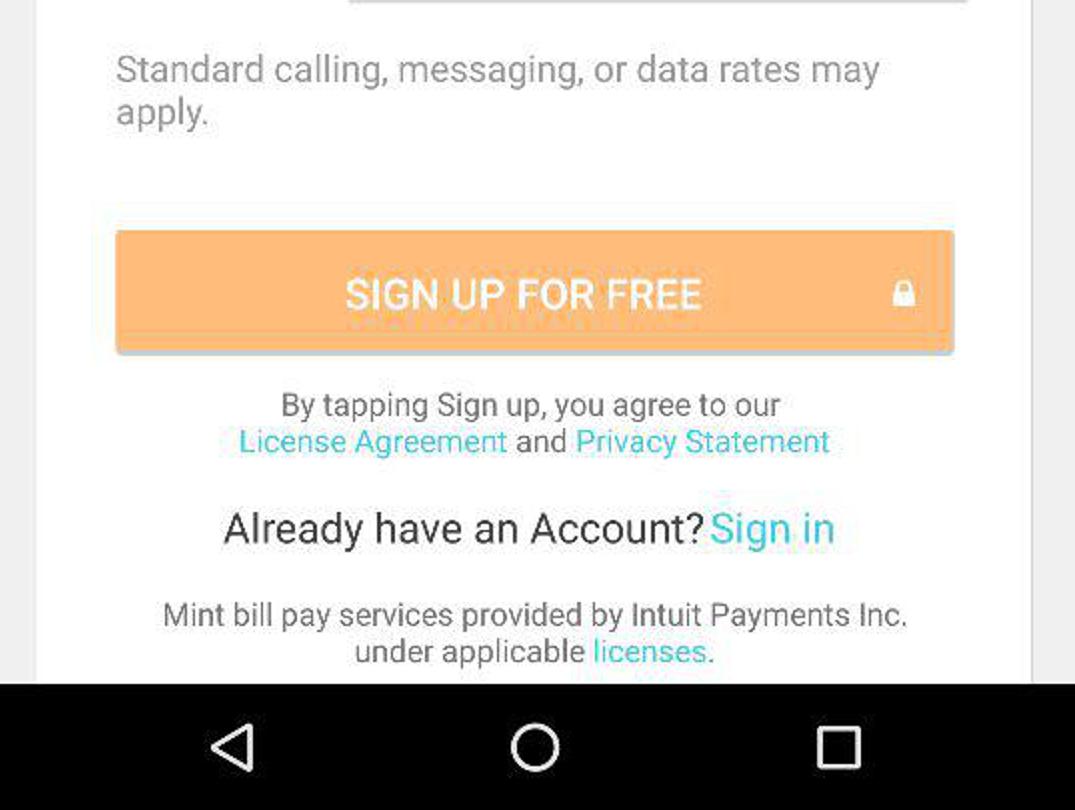 Standard calling, messaging, or data rates may
apply.
SIGN UP FOR FREE
By tapping Sign up, you agree to our
License Agreement and Privacy Statement
Already have an Account? Sign in
Mint bill pay services provided by Intuit Payments Inc.
under applicable licenses.